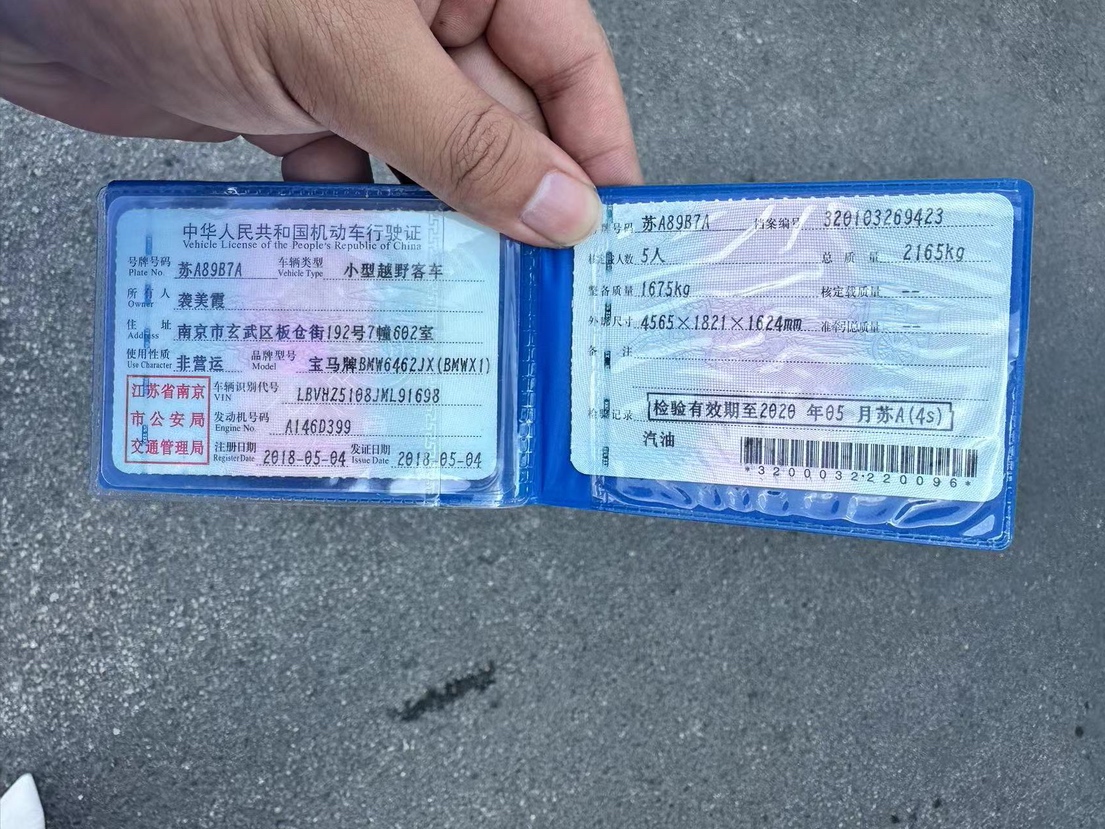 中华人民共和国机动车行驶证
Vehicle License of the People's Republic of China
号牌号码 Plate No. 苏A89B7A 车辆类型 Vehicle Type 小型越野客车
所有人 Owner 袭美霞
住址 Address 南京市玄武区板仓街192号7幢602室
使用性质 Use Character 非营运 品牌型号 Model 宝马牌BMW6462JX(BMWX1)
江苏省南京
市公安局
交通管理局
车辆识别代号 VIN LBVHZ5108JML91698
发动机号码 Engine No. A146D399
注册日期 Register Date 2018-05-04 发证日期 Issue Date 2018-05-04
号码 苏A89B7A 档案编号 320103269423
人数 5人 总质量 2165kg
整备质量 1675kg 核定载质量 --
外廓尺寸 4565×1821×1624mm 准牵引总质量 --
备注
检验记录 检验有效期至2020年05月苏A(4s)
汽油
*3200032220096*